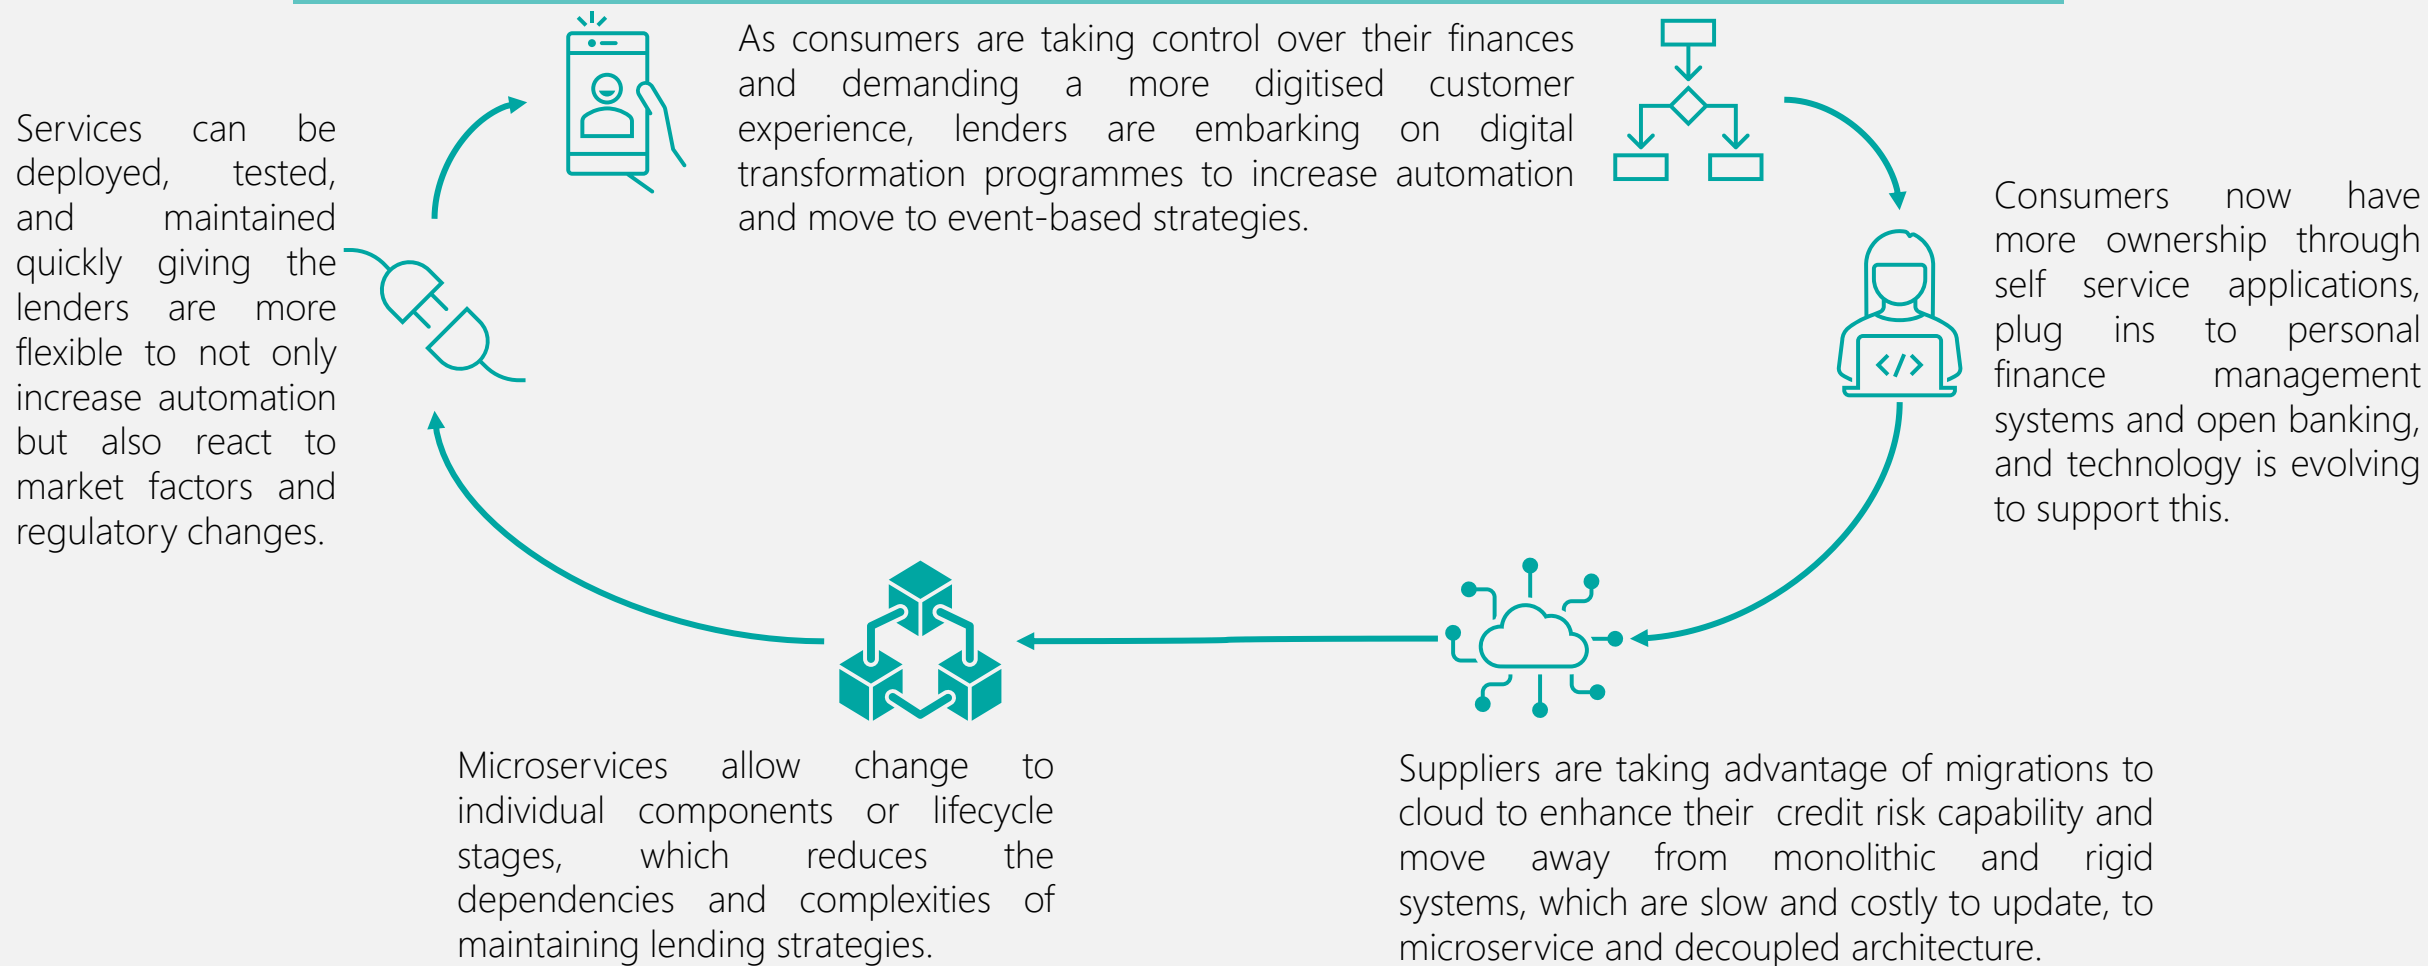 As consumers are taking control over their finances
and demanding a more digitised customer
experience, lenders are embarking on digital
transformation programmes to increase automation
and move to event-based strategies.
Consumers now have
more ownership through
self service applications,
plug ins to personal
finance management
systems and open banking,
and technology is evolving
to support this.
</>
Suppliers are taking advantage of migrations to
cloud to enhance their credit risk capability and
move away from monolithic and rigid
systems, which are slow and costly to update, to
microservice and decoupled architecture.
Microservices allow change to
individual components or lifecycle
stages, which reduces the
dependencies and complexities of
maintaining lending strategies.
Services can be
deployed, tested,
and maintained
quickly giving the
lenders are more
flexible to not only
increase automation
but also react to
market factors and
regulatory changes.